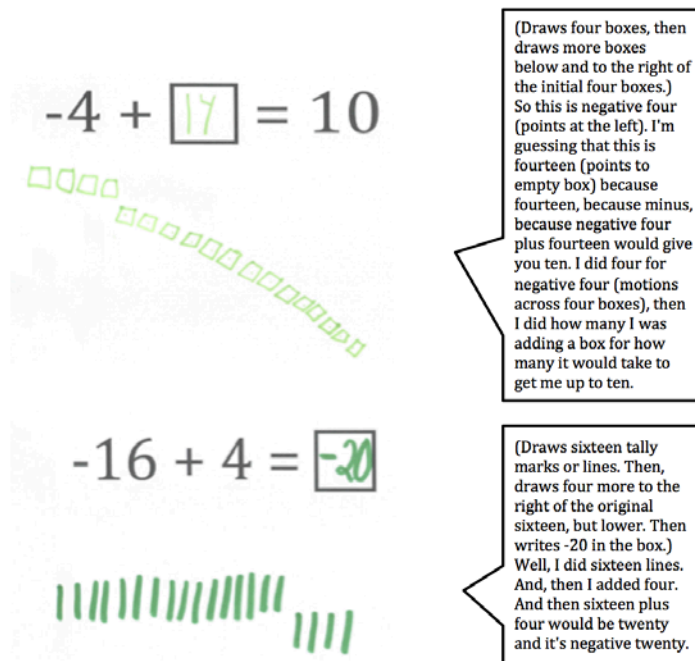 -4 + 14 = 10
(Draws four boxes, then
draws more boxes
below and to the right of
the initial four boxes.)
So this is negative four
(points at the left). I'm
guessing that this is
fourteen (points to
empty box) because
fourteen, because minus,
because negative four
plus fourteen would give
you ten. I did four for
negative four (motions
across four boxes), then
I did how many I was
adding a box for how
many it would take to
get me up to ten.
-16 + 4 = -20
(Draws sixteen tally
marks or lines. Then,
draws four more to the
right of the original
sixteen, but lower. Then
writes -20 in the box.)
Well, I did sixteen lines.
And, then I added four.
And then sixteen plus
four would be twenty
and it's negative twenty.